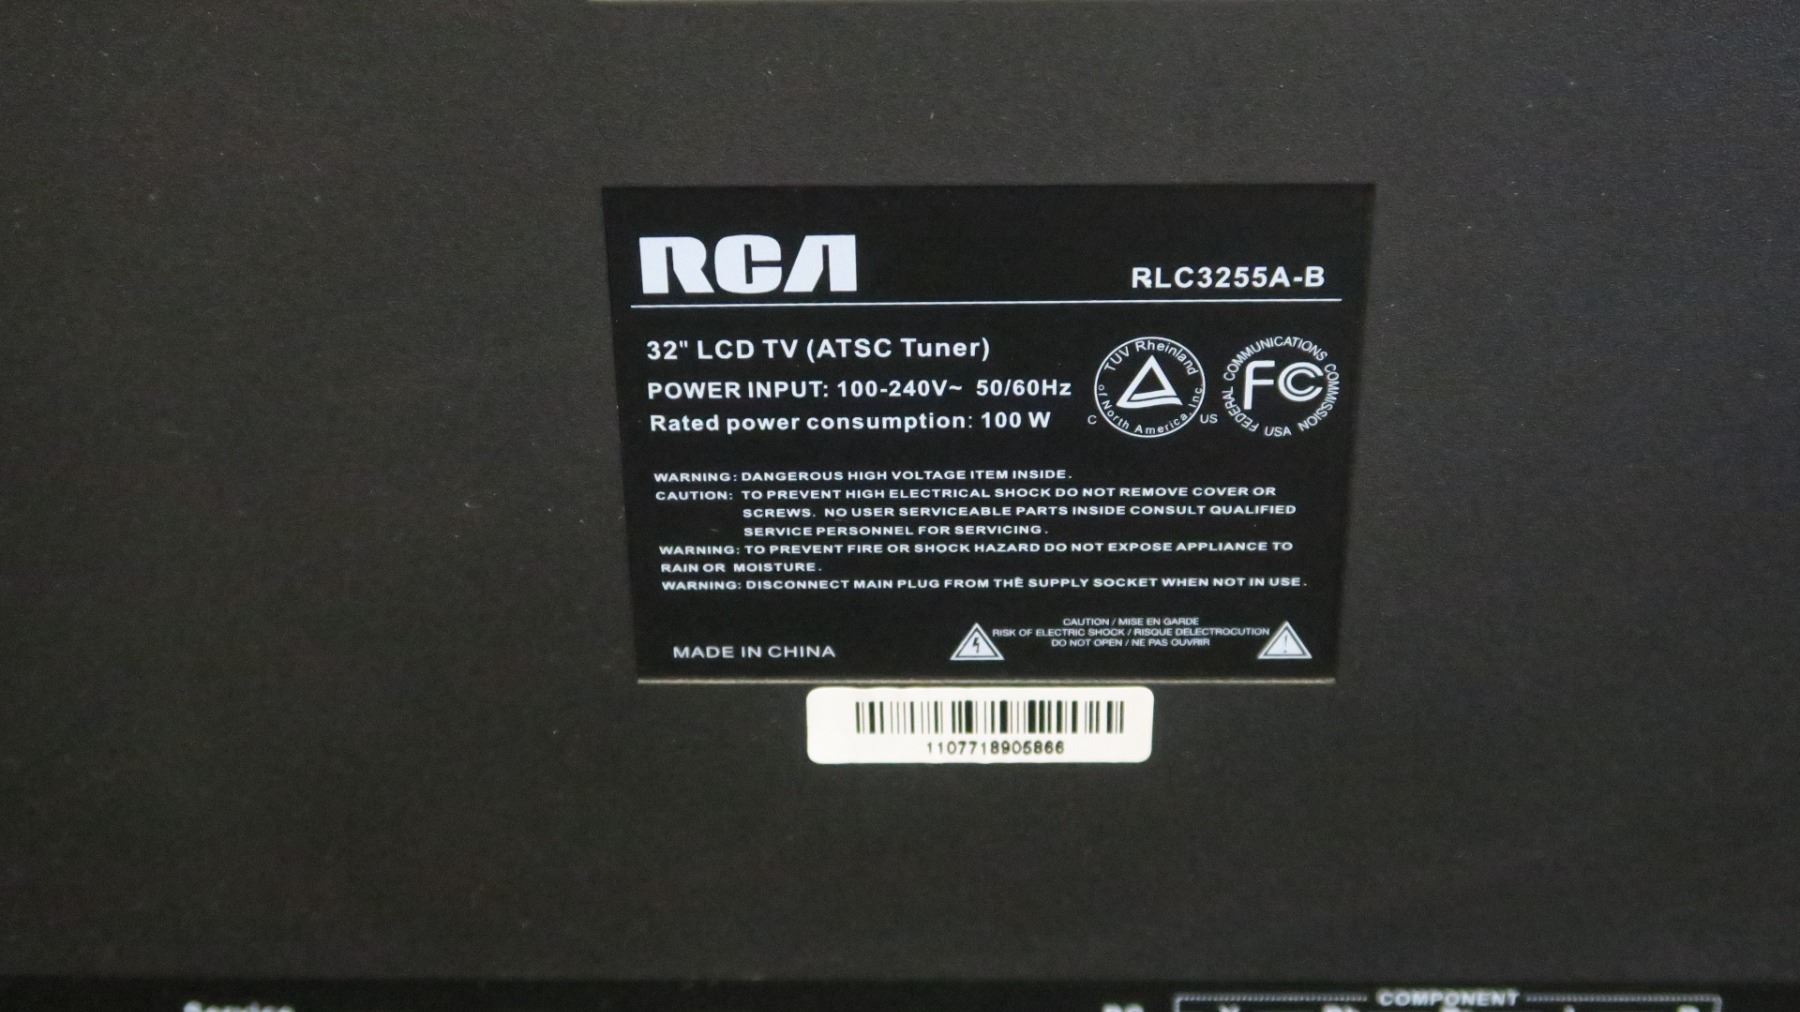 RCA
RLC3255A-B
32" LCD TV (ATSC Tuner)
POWER INPUT: 100-240V~ 50/60Hz
Rated power consumption: 100 W
TUV Rheinland
of North America, Inc
C US
FEDERAL COMMUNICATIONS COMMISSION
FC
USA
WARNING: DANGEROUS HIGH VOLTAGE ITEM INSIDE.
CAUTION: TO PREVENT HIGH ELECTRICAL SHOCK DO NOT REMOVE COVER OR
SCREWS. NO USER SERVICEABLE PARTS INSIDE CONSULT QUALIFIED
SERVICE PERSONNEL FOR SERVICING.
WARNING: TO PREVENT FIRE OR SHOCK HAZARD DO NOT EXPOSE APPLIANCE TO
RAIN OR MOISTURE.
WARNING: DISCONNECT MAIN PLUG FROM THE SUPPLY SOCKET WHEN NOT IN USE.
CAUTION / MISE EN GARDE
RISK OF ELECTRIC SHOCK / RISQUE DELECTROCUTION
DO NOT OPEN / NE PAS OUVRIR
MADE IN CHINA
1107718905866
Service
COMPONENT